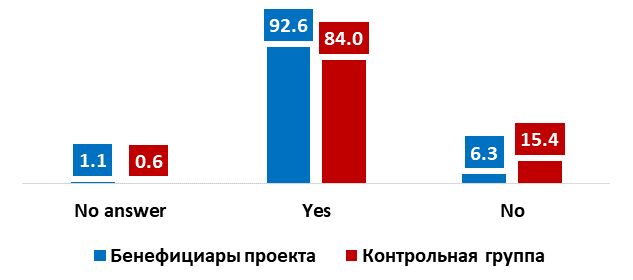 92.6
84.0
1.1
0.6
6.3
15.4
No answer
Yes
No
Бенефициары проекта
Контрольная группа